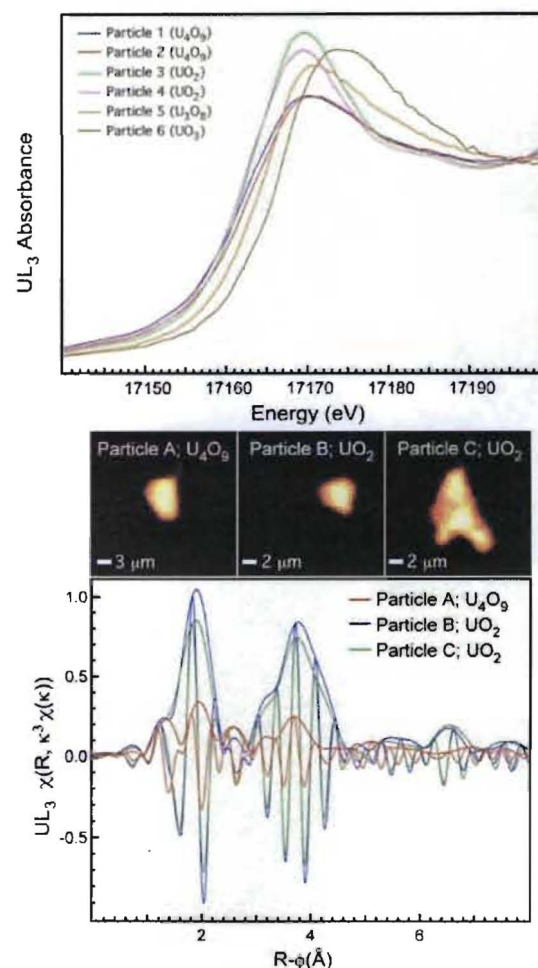 Particle 1 (U₄O₉)
Particle 2 (U₄O₉)
Particle 3 (UO₂)
Particle 4 (UO₂)
Particle 5 (U₃O₈)
Particle 6 (UO₃)
UL₃ Absorbance
17150 17160 17170 17180 17190
Energy (eV)
Particle A; U₄O₉ Particle B; UO₂ Particle C; UO₂
3 μm 2 μm 2 μm
1.0
0.5
0.0
-0.5
Particle A; U₄O₉
Particle B; UO₂
Particle C; UO₂
UL₃ χ(R, κ³χ(κ))
2 4 6
R-ϕ(Å)